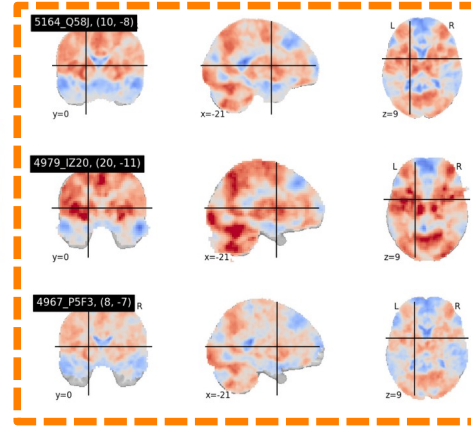 5164_Q58J, (10, -8)
L R
y=0 x=-21 z=9
4979_IZ20, (20, -11)
L R
y=0 x=-21 z=9
4967_P5F3, (8, -7)
R L R
y=0 x=-21 z=9